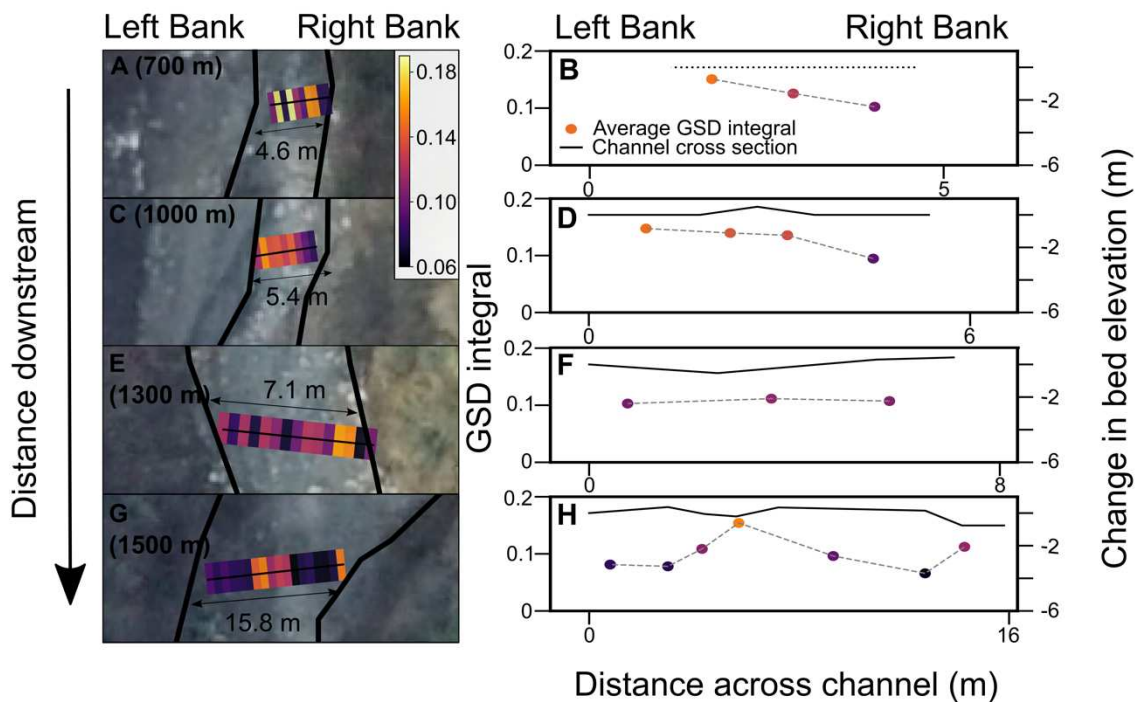 Left Bank Right Bank
Left Bank Right Bank
Distance downstream
A (700 m)
4.6 m
0.18
0.14
0.10
0.06
C (1000 m)
5.4 m
E
(1300 m)
7.1 m
G
(1500 m)
15.8 m
GSD integral
B
0.2
0.1
0
-2
-6
Average GSD integral
Channel cross section
0 5
D
0.2
0.1
0
-2
-6
0 6
F
0.2
0.1
0
-2
-6
0 8
H
0.2
0.1
0
-2
-6
0 16
Change in bed elevation (m)
Distance across channel (m)